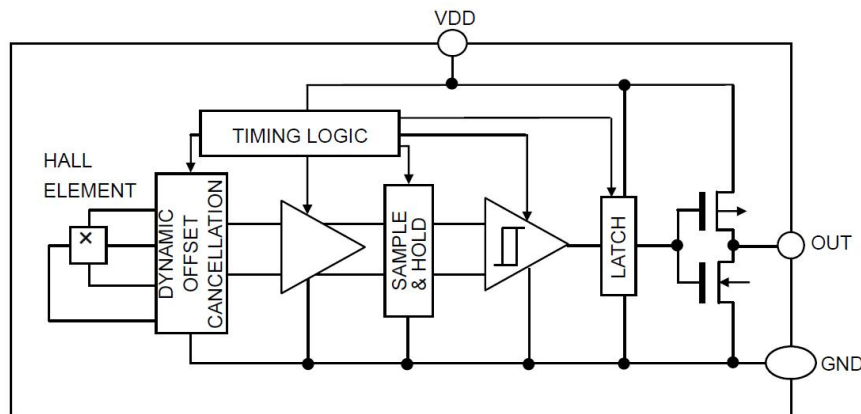 VDD
TIMING LOGIC
HALL
ELEMENT
DYNAMIC
OFFSET
CANCELLATION
SAMPLE
& HOLD
LATCH
OUT
GND